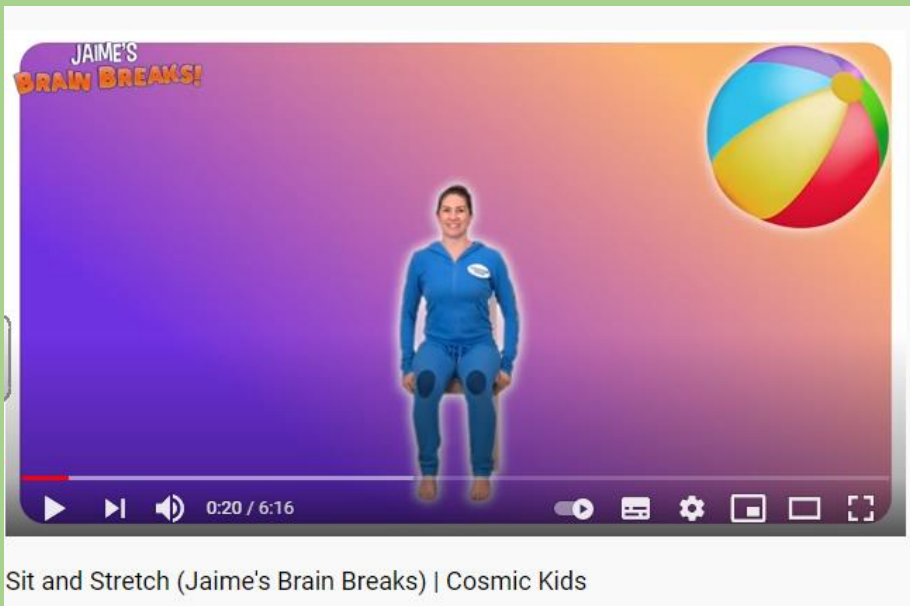 JAIME'S
BRAIN BREAKS!
0:20 / 6:16
Sit and Stretch (Jaime's Brain Breaks) | Cosmic Kids